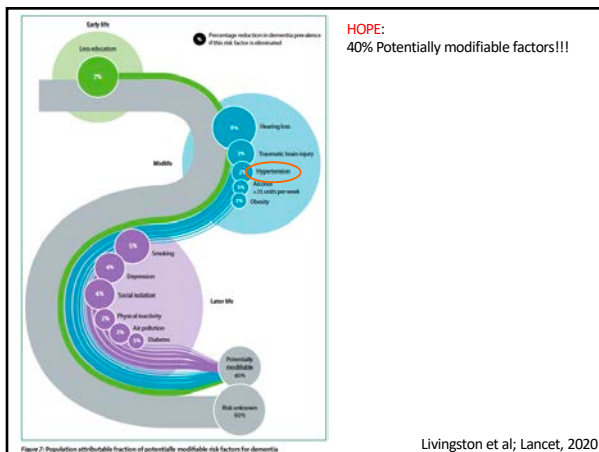 HOPE:
40% Potentially modifiable factors!!!
Early life
%
Percentage reduction in dementia prevalence
if this risk factor is eliminated
Less education
7%
Midlife
8%
Hearing loss
3%
Traumatic brain injury
2%
Hypertension
Alcohol
>21 units per week
Obesity
5%
Smoking
4%
Depression
4%
Social isolation
Later life
2%
Physical inactivity
2%
Air pollution
Diabetes
Potentially
modifiable
40%
Risk unknown
60%
Figure 7: Population attributable fraction of potentially modifiable risk factors for dementia
Livingston et al; Lancet, 2020